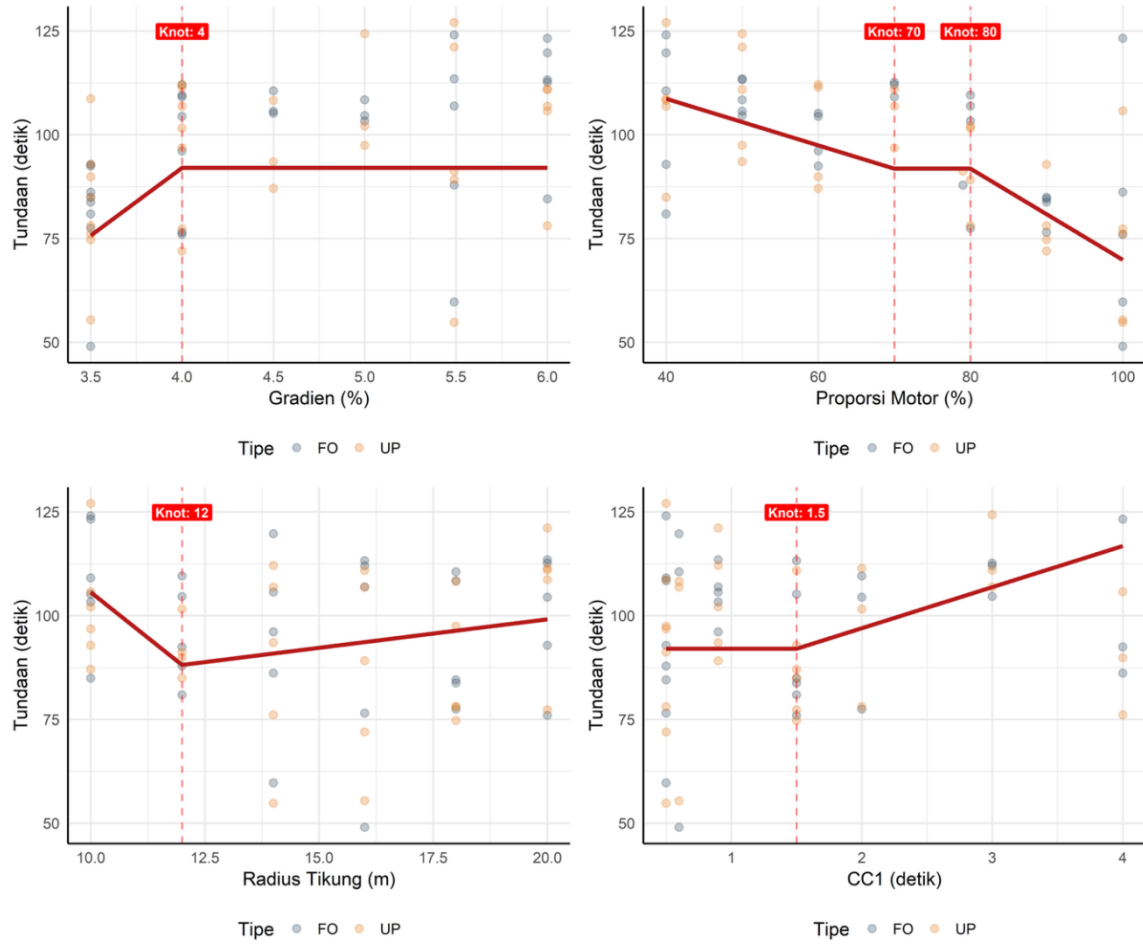 Tundaan (detik)
125
100
75
50
Knot: 4
3.5 4.0 4.5 5.0 5.5 6.0
Gradien (%)
Tipe FO UP
Tundaan (detik)
125
100
75
50
Knot: 70 Knot: 80
40 60 80 100
Proporsi Motor (%)
Tipe FO UP
Tundaan (detik)
125
100
75
50
Knot: 12
10.0 12.5 15.0 17.5 20.0
Radius Tikung (m)
Tipe FO UP
Tundaan (detik)
125
100
75
50
Knot: 1.5
1 2 3 4
CC1 (detik)
Tipe FO UP